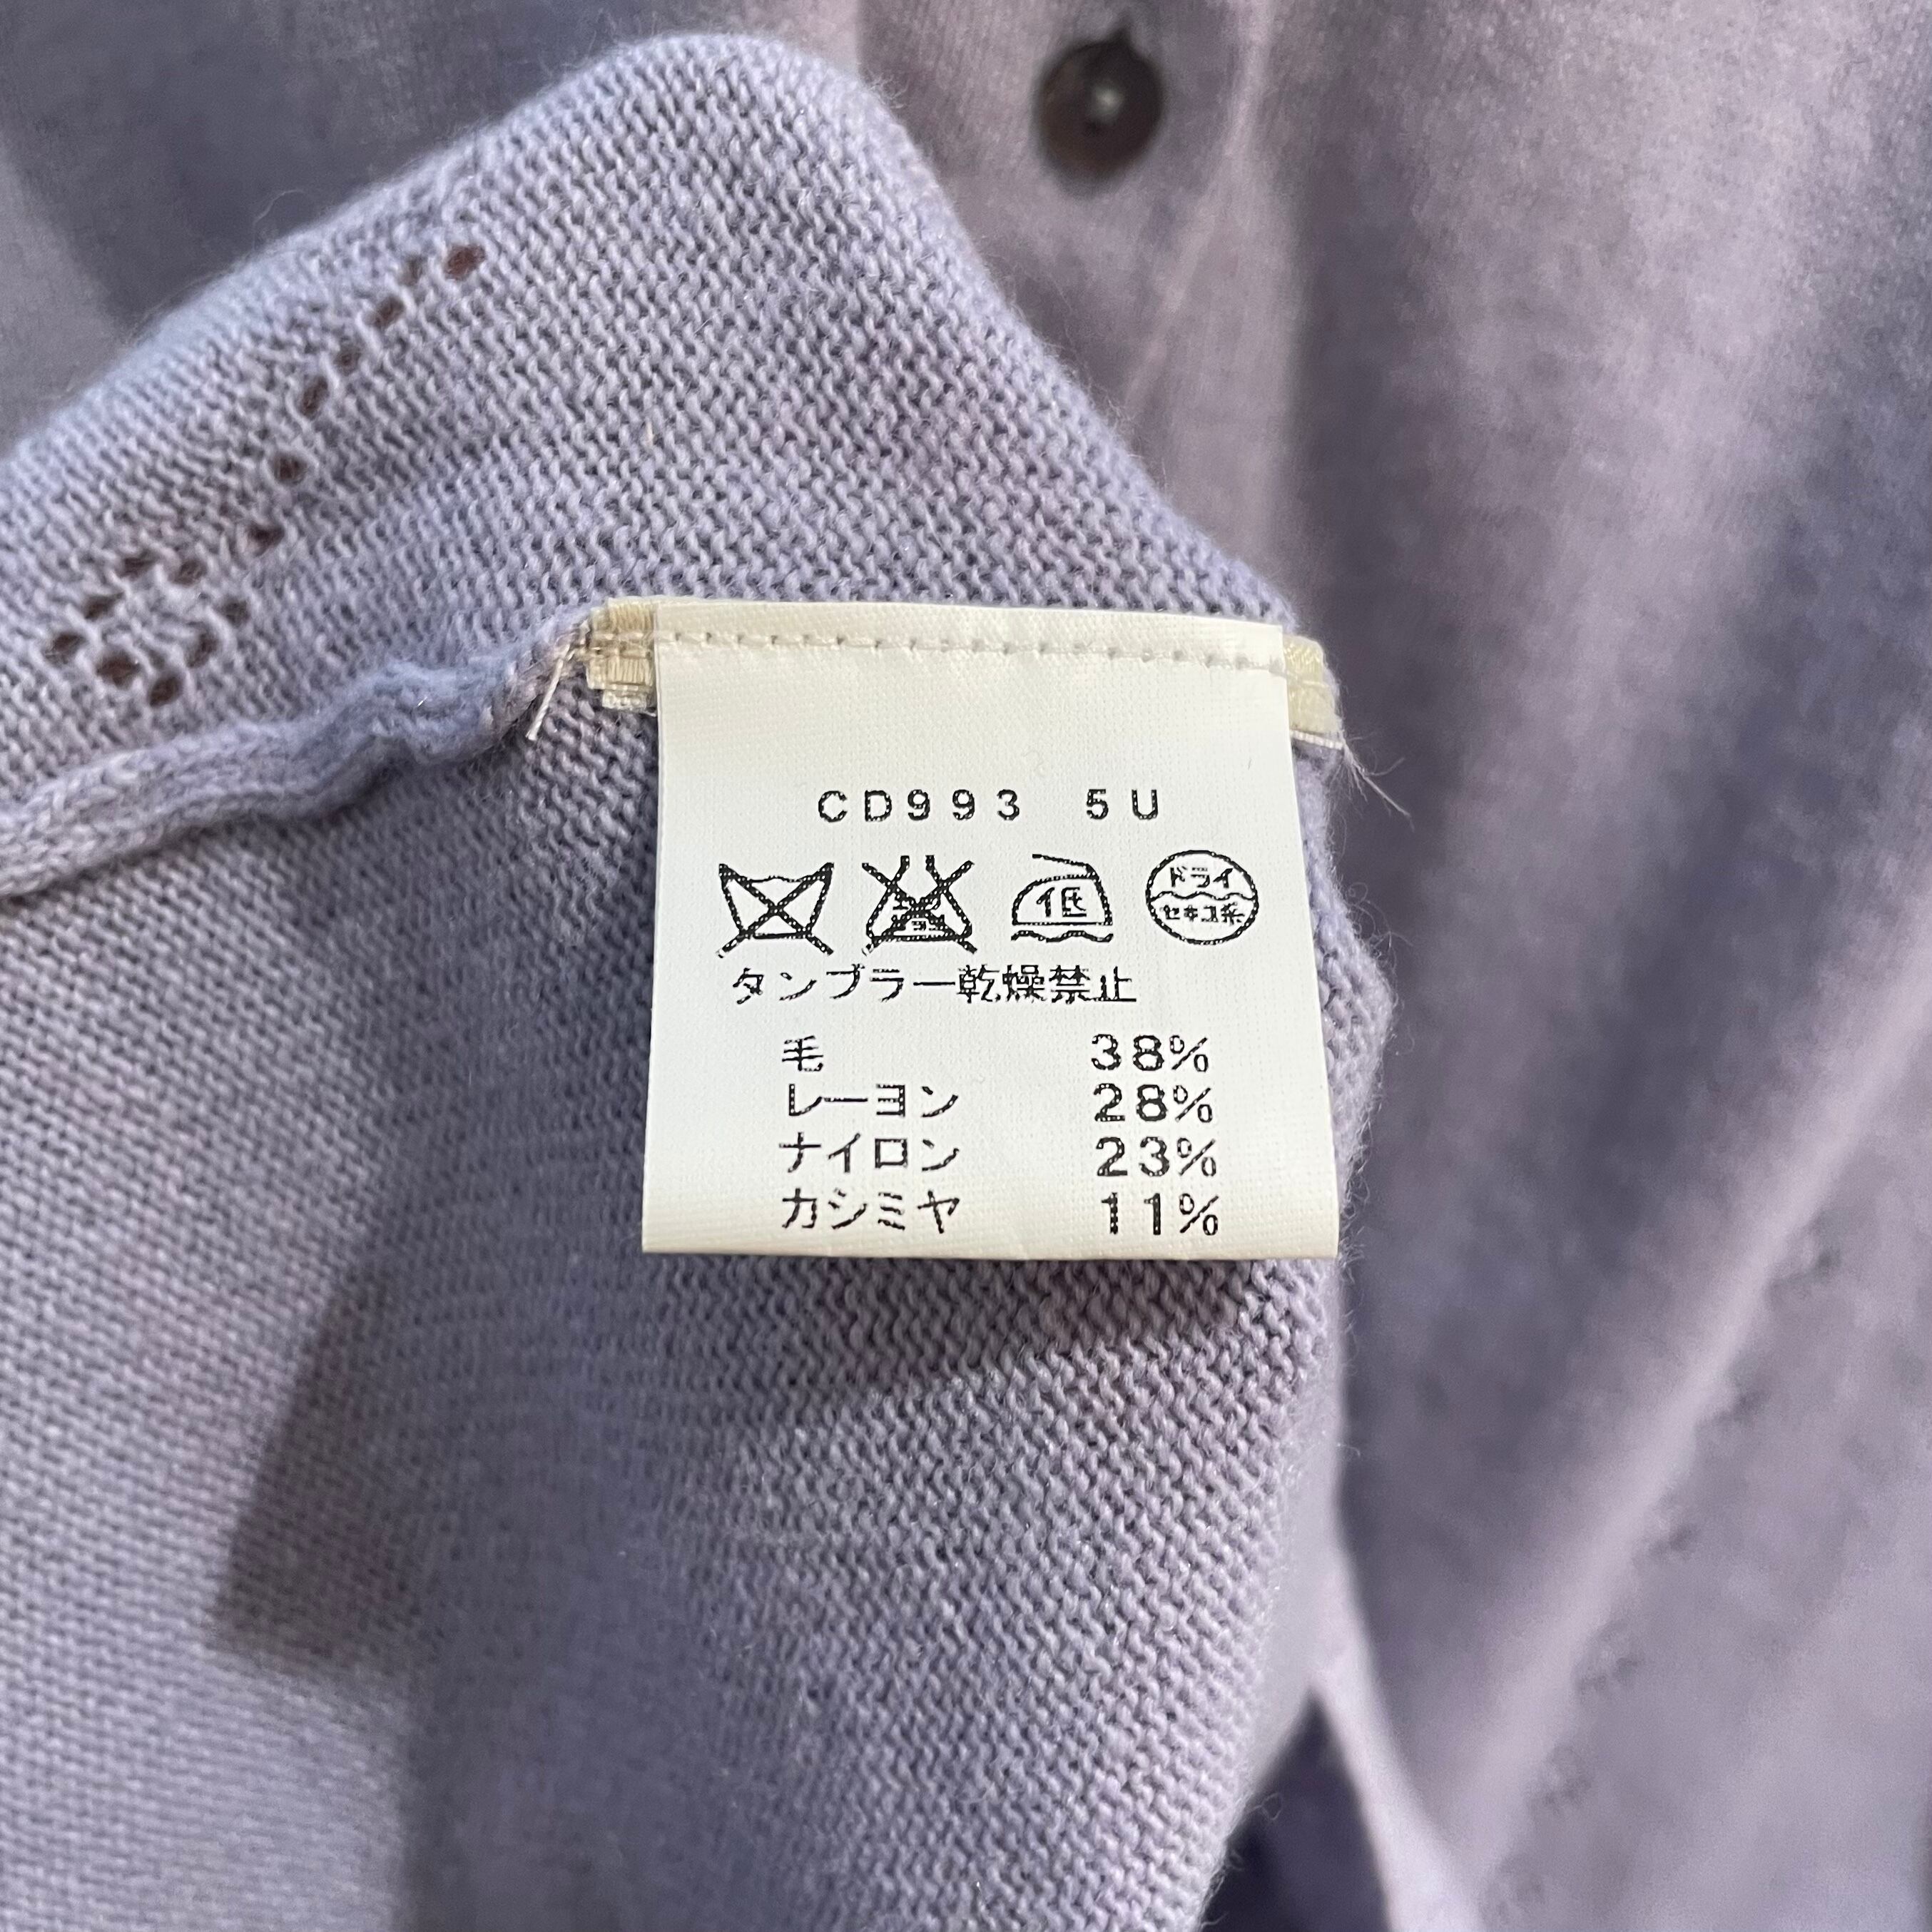 CD993 5U
低 ドライ
セキユ系
タンブラー乾燥禁止
毛 38%
レーヨン 28%
ナイロン 23%
カシミヤ 11%